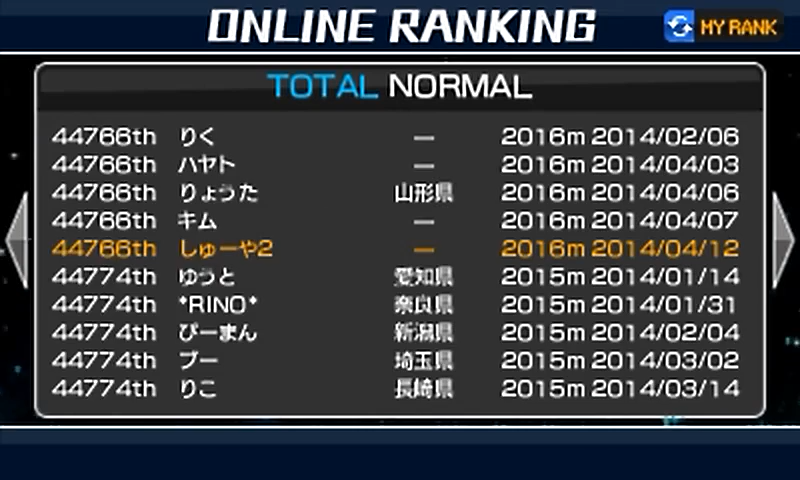 ONLINE RANKING
MY RANK
TOTAL NORMAL
44766th りく — 2016m 2014/02/06
44766th ハヤト — 2016m 2014/04/03
44766th りょうた 山形県 2016m 2014/04/06
44766th キム — 2016m 2014/04/07
44766th しゅーや2 — 2016m 2014/04/12
44774th ゆうと 愛知県 2015m 2014/01/14
44774th *RINO* 奈良県 2015m 2014/01/31
44774th ぴーまん 新潟県 2015m 2014/02/04
44774th ブー 埼玉県 2015m 2014/03/02
44774th りこ 長崎県 2015m 2014/03/14